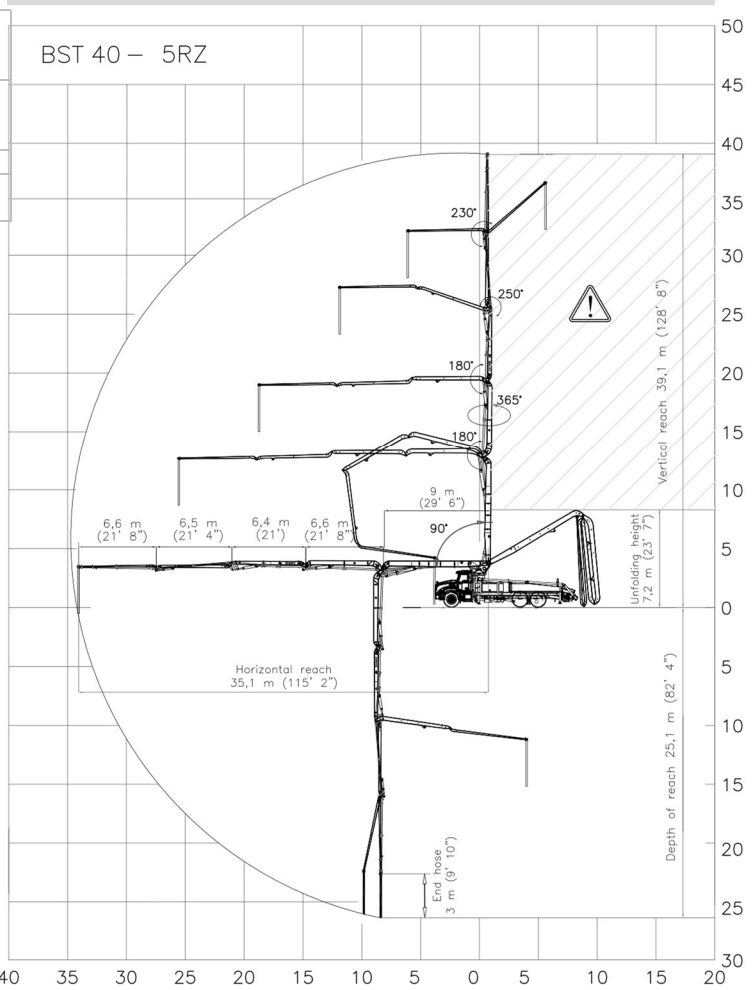 BST 40 – 5RZ
50
45
40
35
30
25
20
15
10
5
0
5
10
15
20
25
30
230°
250°
180°
365°
180°
90°
Vertical reach 39,1 m (128' 8")
Unfolding height
7,2 m (23' 7")
9 m
(29' 6")
6,6 m
(21' 8")
6,5 m
(21' 4")
6,4 m
(21')
6,6 m
(21' 8")
Horizontal reach
35,1 m (115' 2")
Depth of reach 25,1 m (82' 4")
End hose
3 m (9' 10")
40 35 30 25 20 15 10 5 0 5 10 15 20